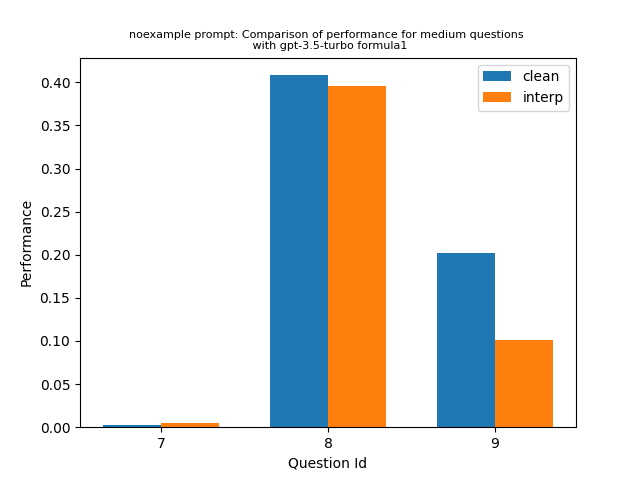 noexample prompt: Comparison of performance for medium questions
with gpt-3.5-turbo formula1
clean
interp
0.40
0.35
0.30
0.25
0.20
0.15
0.10
0.05
0.00
Performance
7 8 9
Question Id